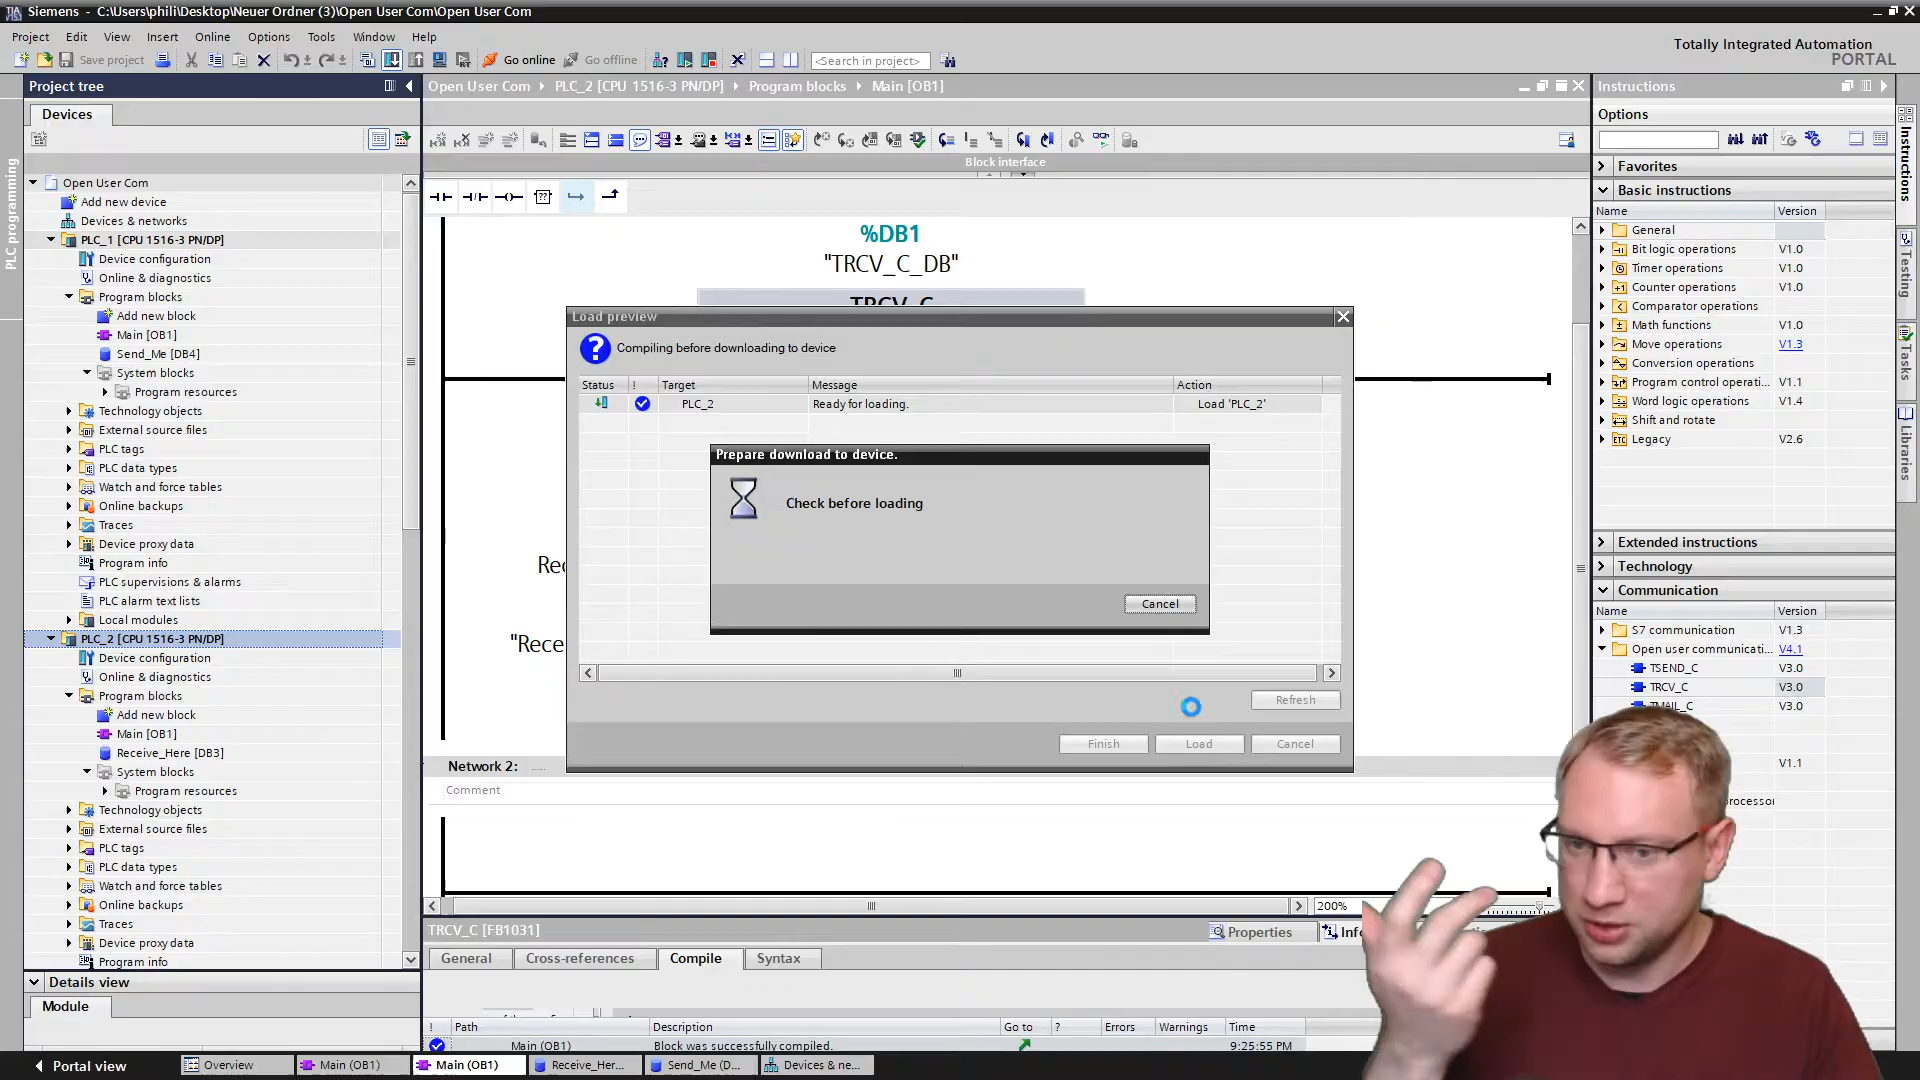 Siemens - C:\Users\phili\Desktop\Neuer Ordner (3)\Open User Com\Open User Com
Project Edit View Insert Online Options Tools Window Help
Totally Integrated Automation
PORTAL
Save project
Go online
Go offline
<Search in project>
Project tree
Open User Com PLC_2 [CPU 1516-3 PN/DP] Program blocks Main [OB1]
Instructions
Devices
Options
Block interface
PLC programming
Open User Com
Add new device
Devices & networks
PLC_1 [CPU 1516-3 PN/DP]
Device configuration
Online & diagnostics
Program blocks
Add new block
Main [OB1]
Send_Me [DB4]
System blocks
Program resources
Technology objects
External source files
PLC tags
PLC data types
Watch and force tables
Online backups
Traces
Device proxy data
Program info
PLC supervisions & alarms
PLC alarm text lists
Local modules
PLC_2 [CPU 1516-3 PN/DP]
Device configuration
Online & diagnostics
Program blocks
Add new block
Main [OB1]
Receive_Here [DB3]
System blocks
Program resources
Technology objects
External source files
PLC tags
PLC data types
Watch and force tables
Online backups
Traces
Device proxy data
Program info
Details view
Module
%DB1
"TRCV_C_DB"
TRCV_C
Load preview
Compiling before downloading to device
Status ! Target Message Action
PLC_2 Ready for loading. Load 'PLC_2'
Prepare download to device.
Check before loading
Cancel
Refresh
Finish Load Cancel
"Rece
Network 2: .....
Comment
200%
TRCV_C [FB1031]
Properties
General Cross-references Compile Syntax
! Path Description Go to ? Errors Warnings Time
Main (OB1) Block was successfully compiled. 9:25:55 PM
Favorites
Basic instructions
Name Version
General
Bit logic operations V1.0
Timer operations V1.0
Counter operations V1.0
Comparator operations
Math functions V1.0
Move operations V1.3
Conversion operations
Program control operati... V1.1
Word logic operations V1.4
Shift and rotate
Legacy V2.6
Extended instructions
Technology
Communication
Name Version
S7 communication V1.3
Open user communicati... V4.1
TSEND_C V3.0
TRCV_C V3.0
TMAIL_C V3.0
V1.1
Instructions
Testing
Tasks
Libraries
Portal view
Overview
Main (OB1)
Main (OB1)
Receive_Her...
Send_Me (D...
Devices & ne...